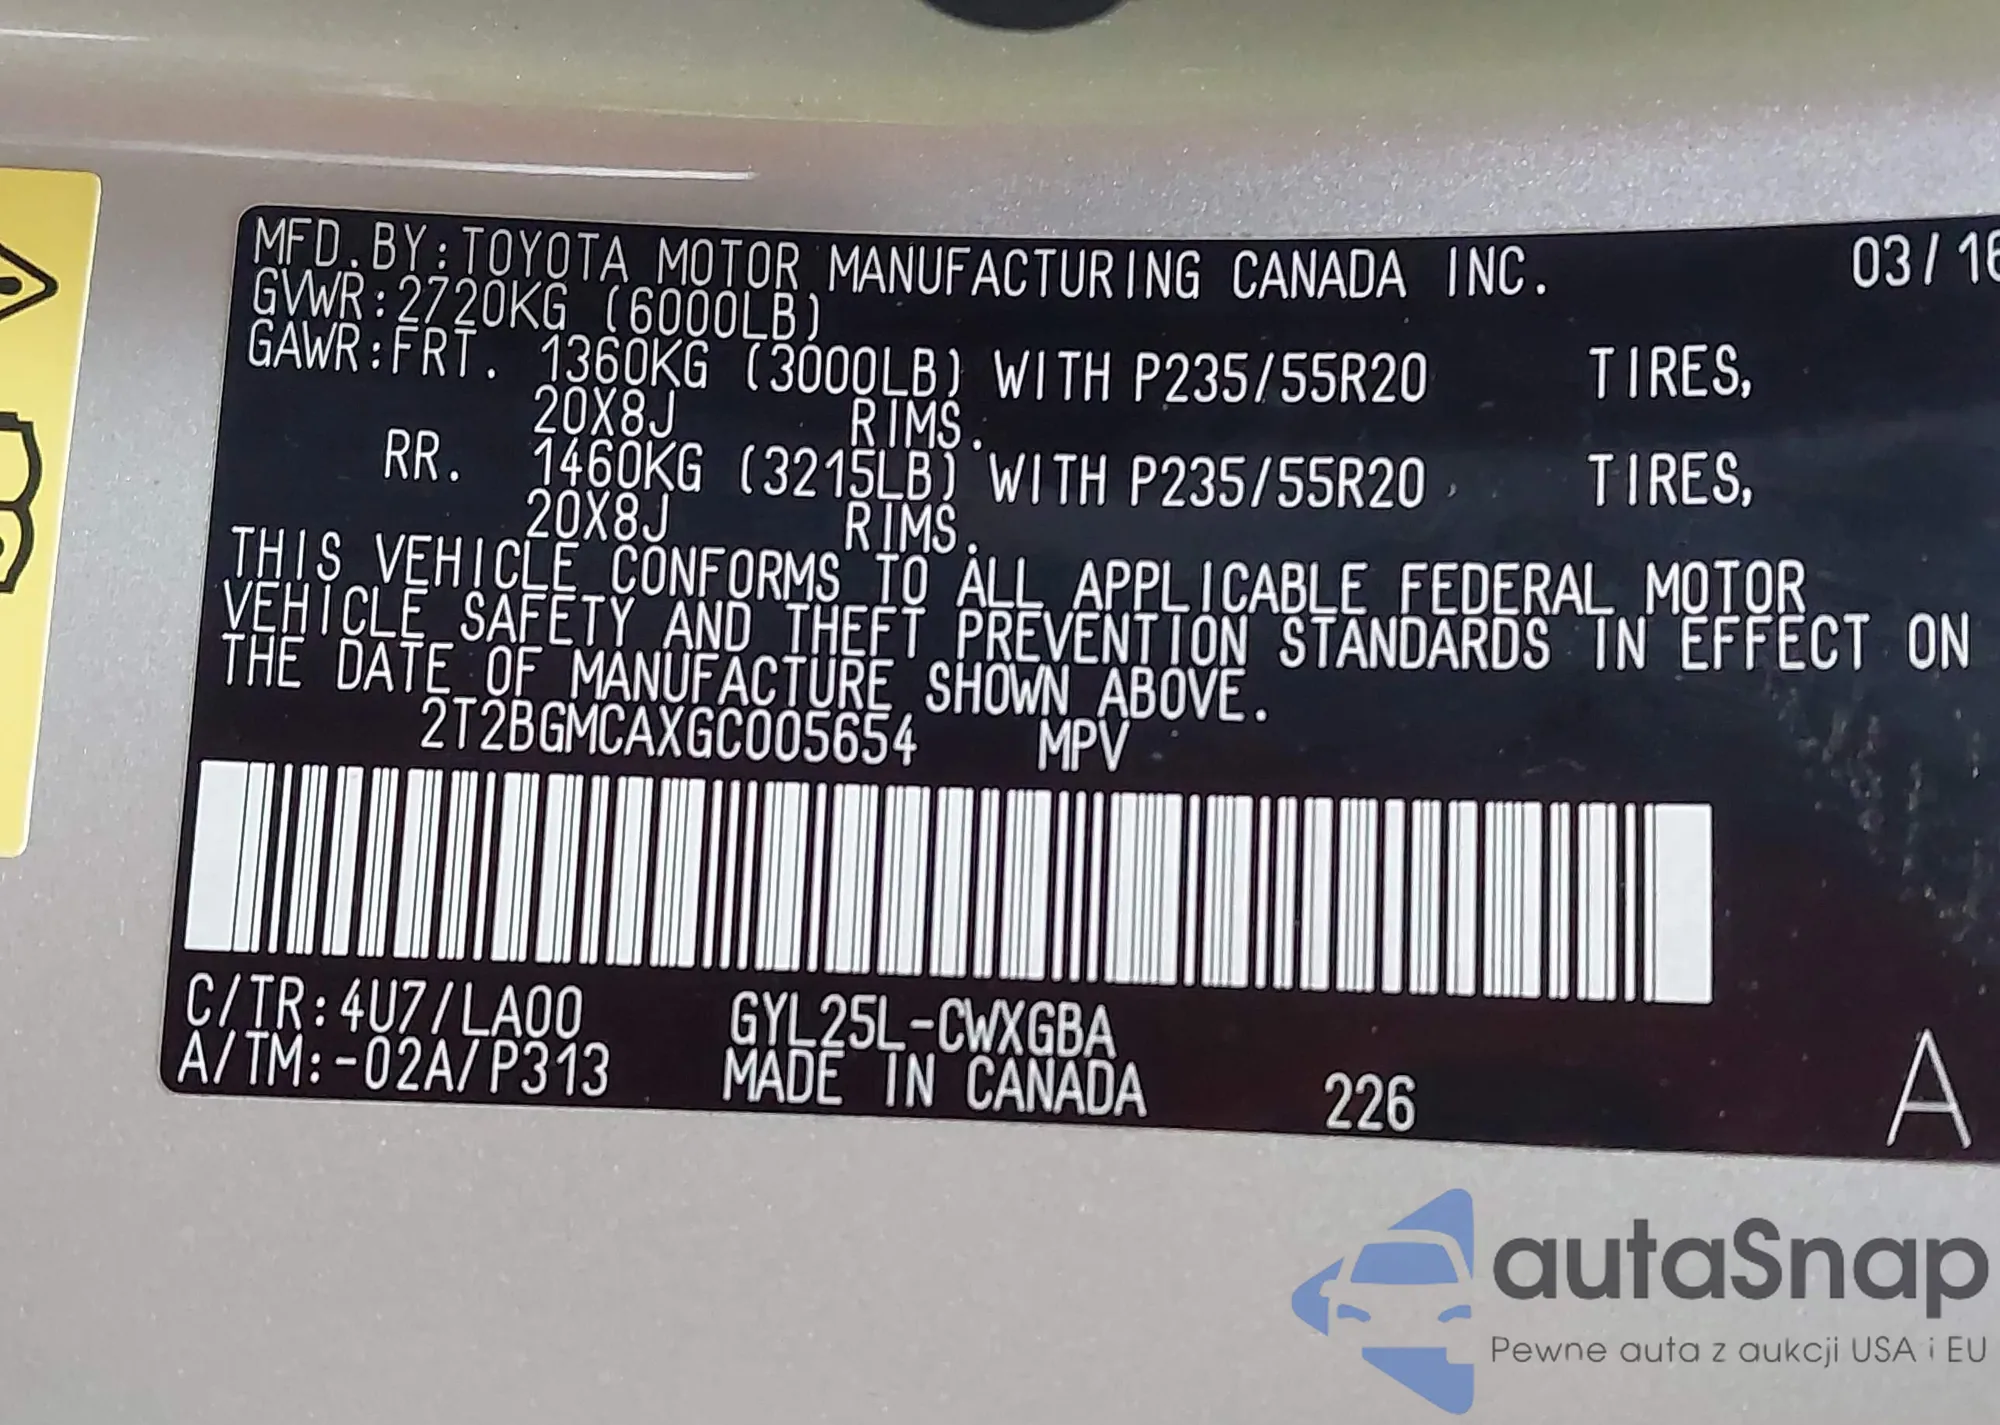 MFD. BY: TOYOTA MOTOR MANUFACTURING CANADA INC. 03/16
GVWR: 2720KG (6000LB)
GAWR: FRT. 1360KG (3000LB) WITH P235/55R20 TIRES,
20X8J RIMS.
RR. 1460KG (3215LB) WITH P235/55R20 TIRES,
20X8J RIMS.
THIS VEHICLE CONFORMS TO ALL APPLICABLE FEDERAL MOTOR
VEHICLE SAFETY AND THEFT PREVENTION STANDARDS IN EFFECT ON
THE DATE OF MANUFACTURE SHOWN ABOVE.
2T2BGMCAXGC005654 MPV
C/TR: 4U7/LA00 GYL25L-CWXGBA
A/TM: -02A/P313 MADE IN CANADA 226 A
autaSnap
Pewne auta z aukcji USA i EU